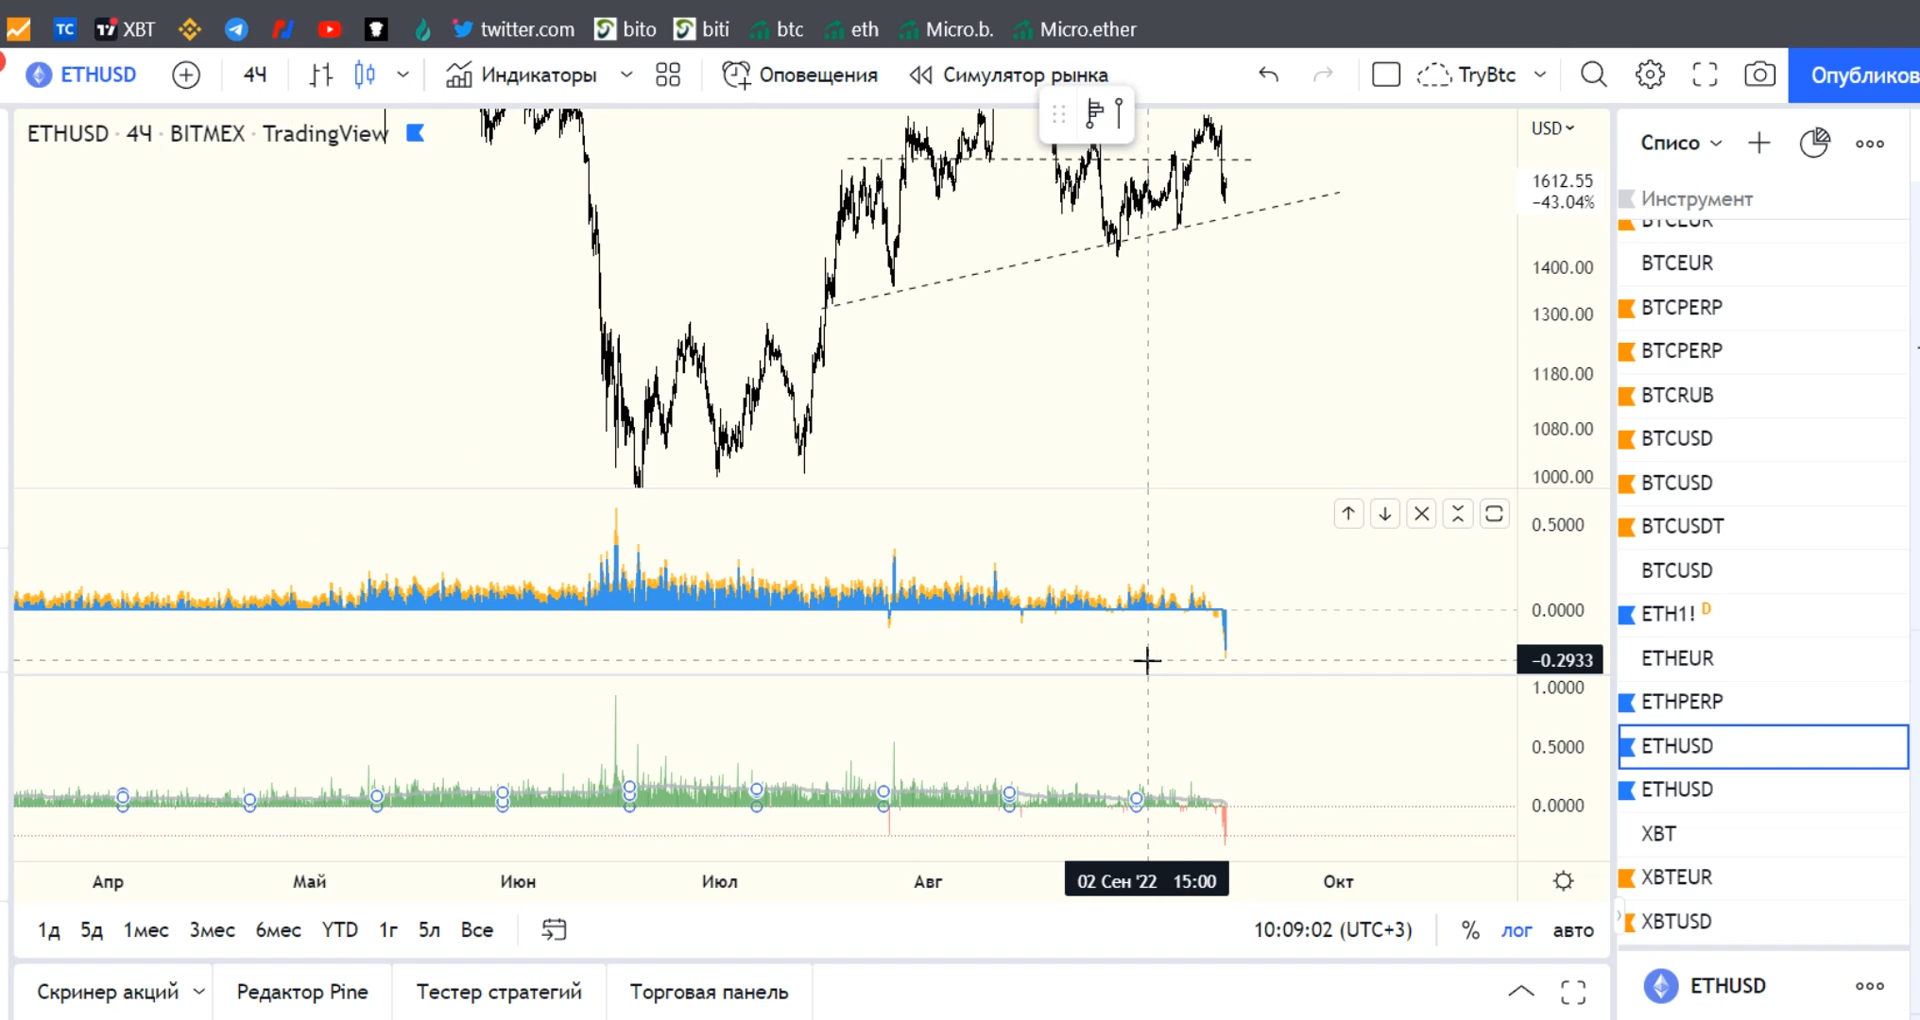 TC
XBT
twitter.com
bito
biti
btc
eth
Micro.b.
Micro.ether
ETHUSD
4Ч
Индикаторы
Оповещения
Симулятор рынка
TryBtc
Опубликов
ETHUSD · 4Ч · BITMEX · TradingView
USD
1612.55
−43.04%
1400.00
1300.00
1180.00
1080.00
1000.00
0.5000
0.0000
−0.2933
1.0000
0.5000
0.0000
Апр
Май
Июн
Июл
Авг
02 Сен '22 15:00
Окт
1д
5д
1мес
3мес
6мес
YTD
1г
5л
Все
10:09:02 (UTC+3)
%
лог
авто
Скринер акций
Редактор Pine
Тестер стратегий
Торговая панель
Списо
Инструмент
BTCEUR
BTCEUR
BTCPERP
BTCPERP
BTCRUB
BTCUSD
BTCUSD
BTCUSDT
BTCUSD
ETH1! D
ETHEUR
ETHPERP
ETHUSD
ETHUSD
XBT
XBTEUR
XBTUSD
ETHUSD